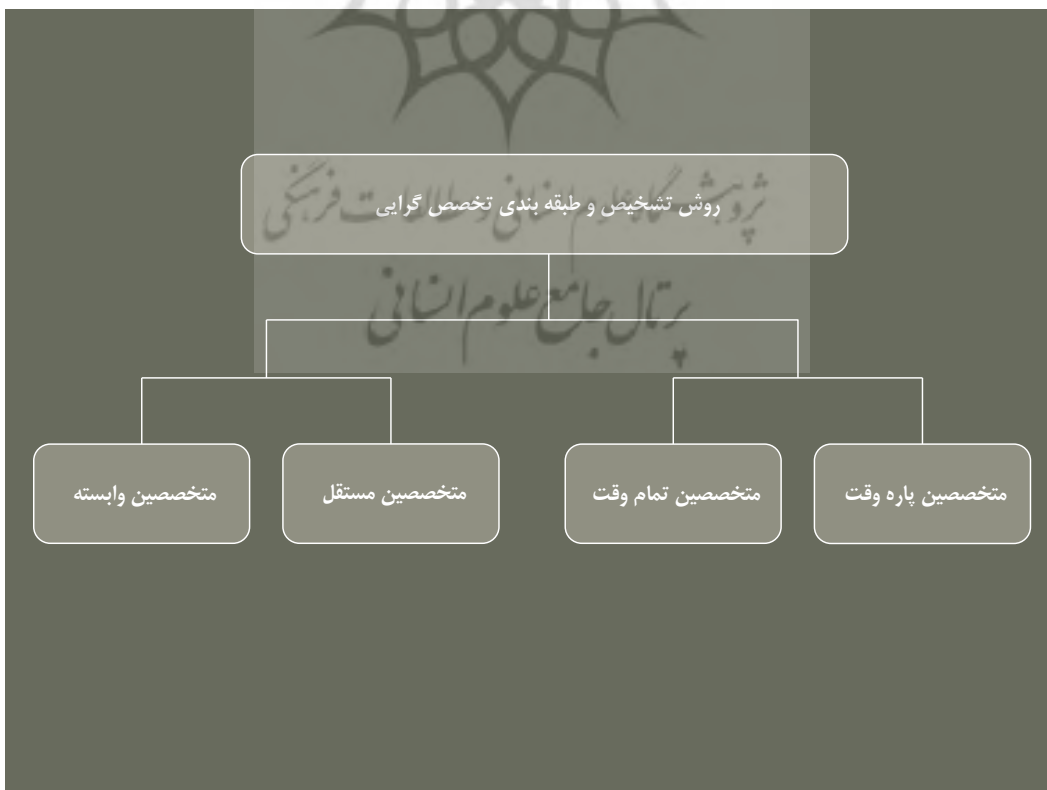 روش تشخیص و طبقه بندی تخصص گرایی
پژوهشگاه علوم انسانی و مطالعات فرهنگی
پرتال جامع علوم انسانی
متخصصین پاره وقت
متخصصین تمام وقت
متخصصین مستقل
متخصصین وابسته